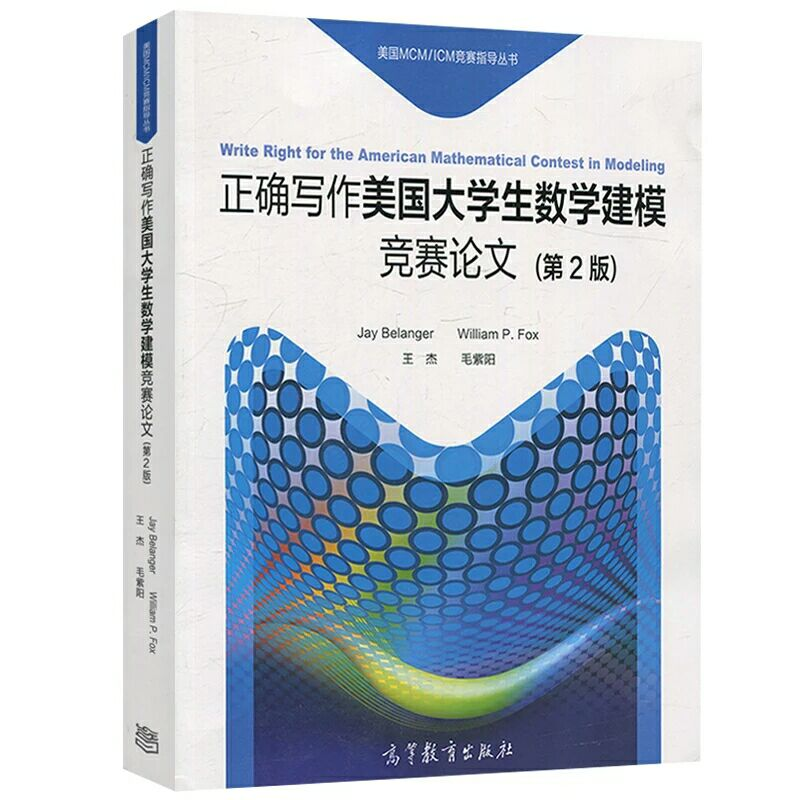 美国MCM/ICM竞赛指导丛书
Write Right for the American Mathematical Contest in Modeling
正确写作美国大学生数学建模
竞赛论文 (第2版)
Jay Belanger William P. Fox
王杰 毛紫阳
高等教育出版社
美国MCM/ICM竞赛指导丛书
正确写作美国大学生数学建模竞赛论文(第2版)
Jay Belanger William P. Fox
王杰 毛紫阳